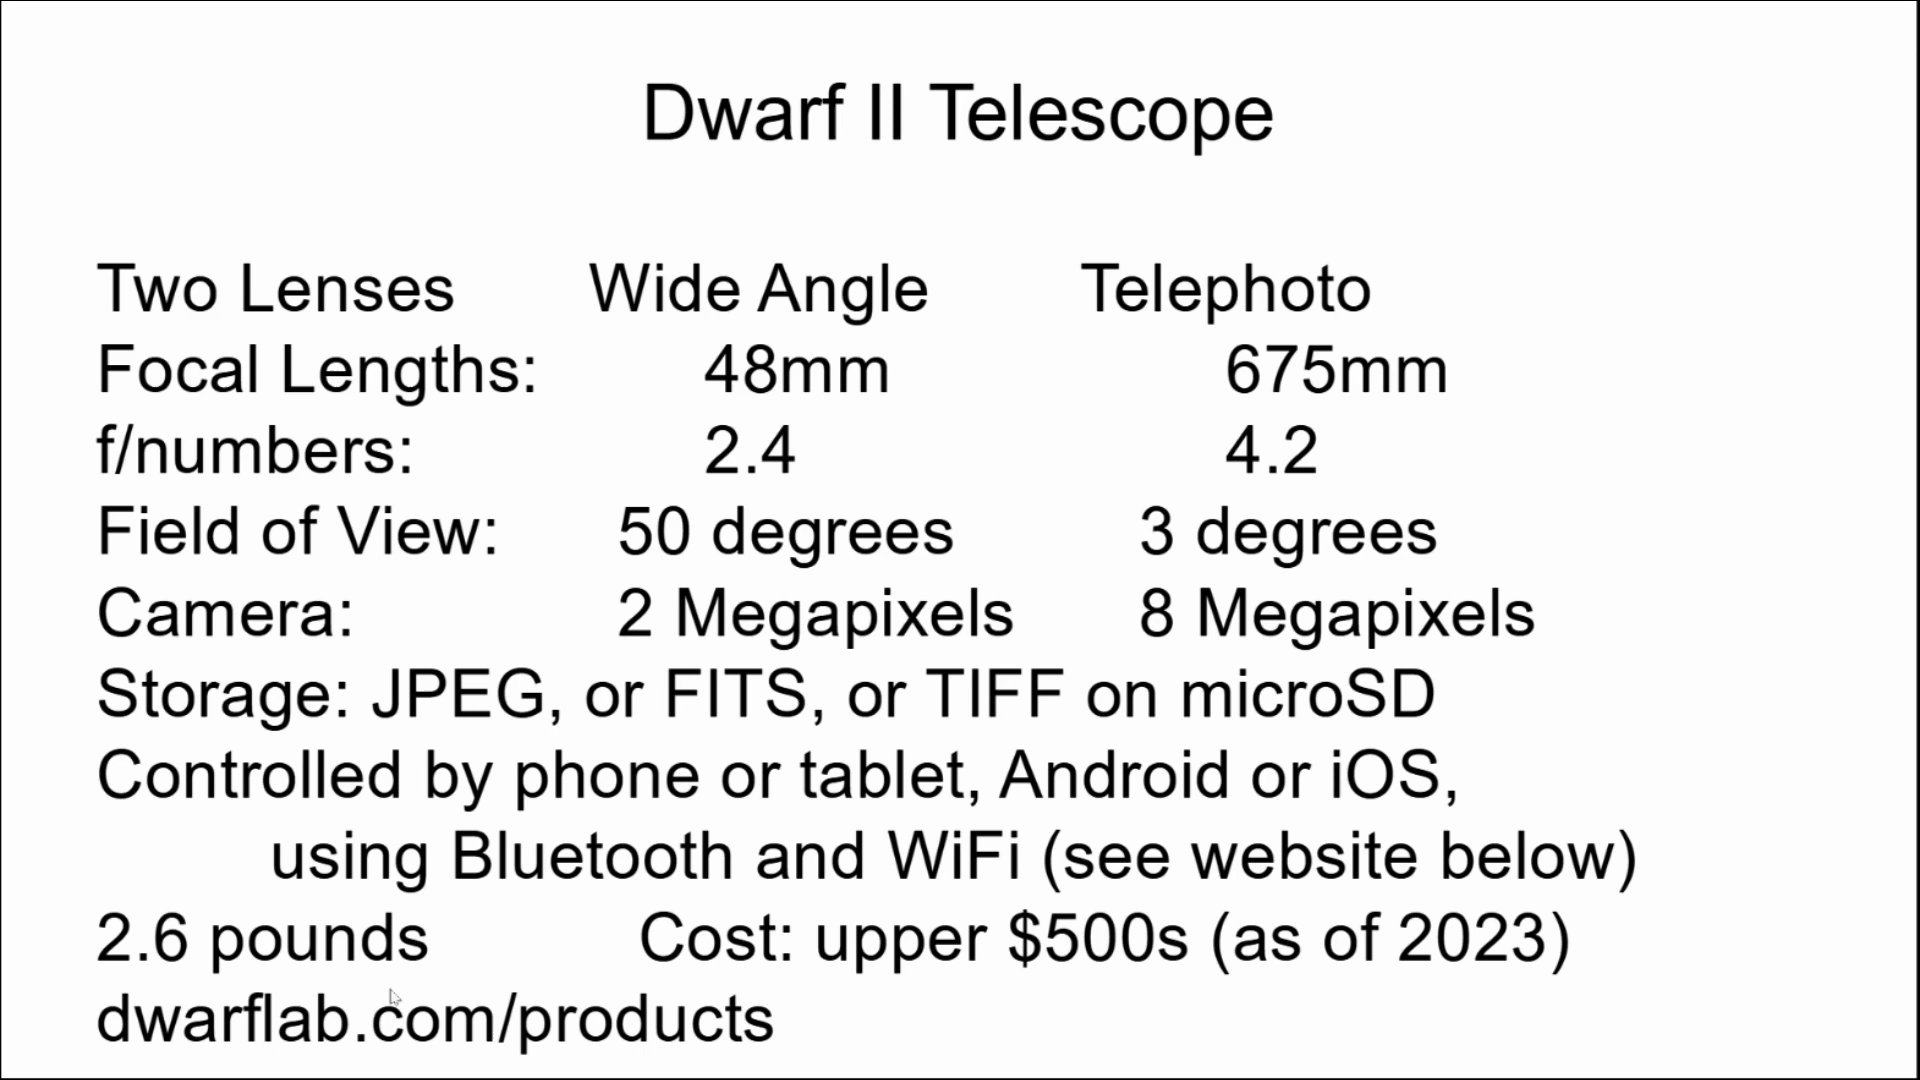 Dwarf II Telescope
Two Lenses Wide Angle Telephoto
Focal Lengths: 48mm 675mm
f/numbers: 2.4 4.2
Field of View: 50 degrees 3 degrees
Camera: 2 Megapixels 8 Megapixels
Storage: JPEG, or FITS, or TIFF on microSD
Controlled by phone or tablet, Android or iOS,
using Bluetooth and WiFi (see website below)
2.6 pounds Cost: upper $500s (as of 2023)
dwarflab.com/products